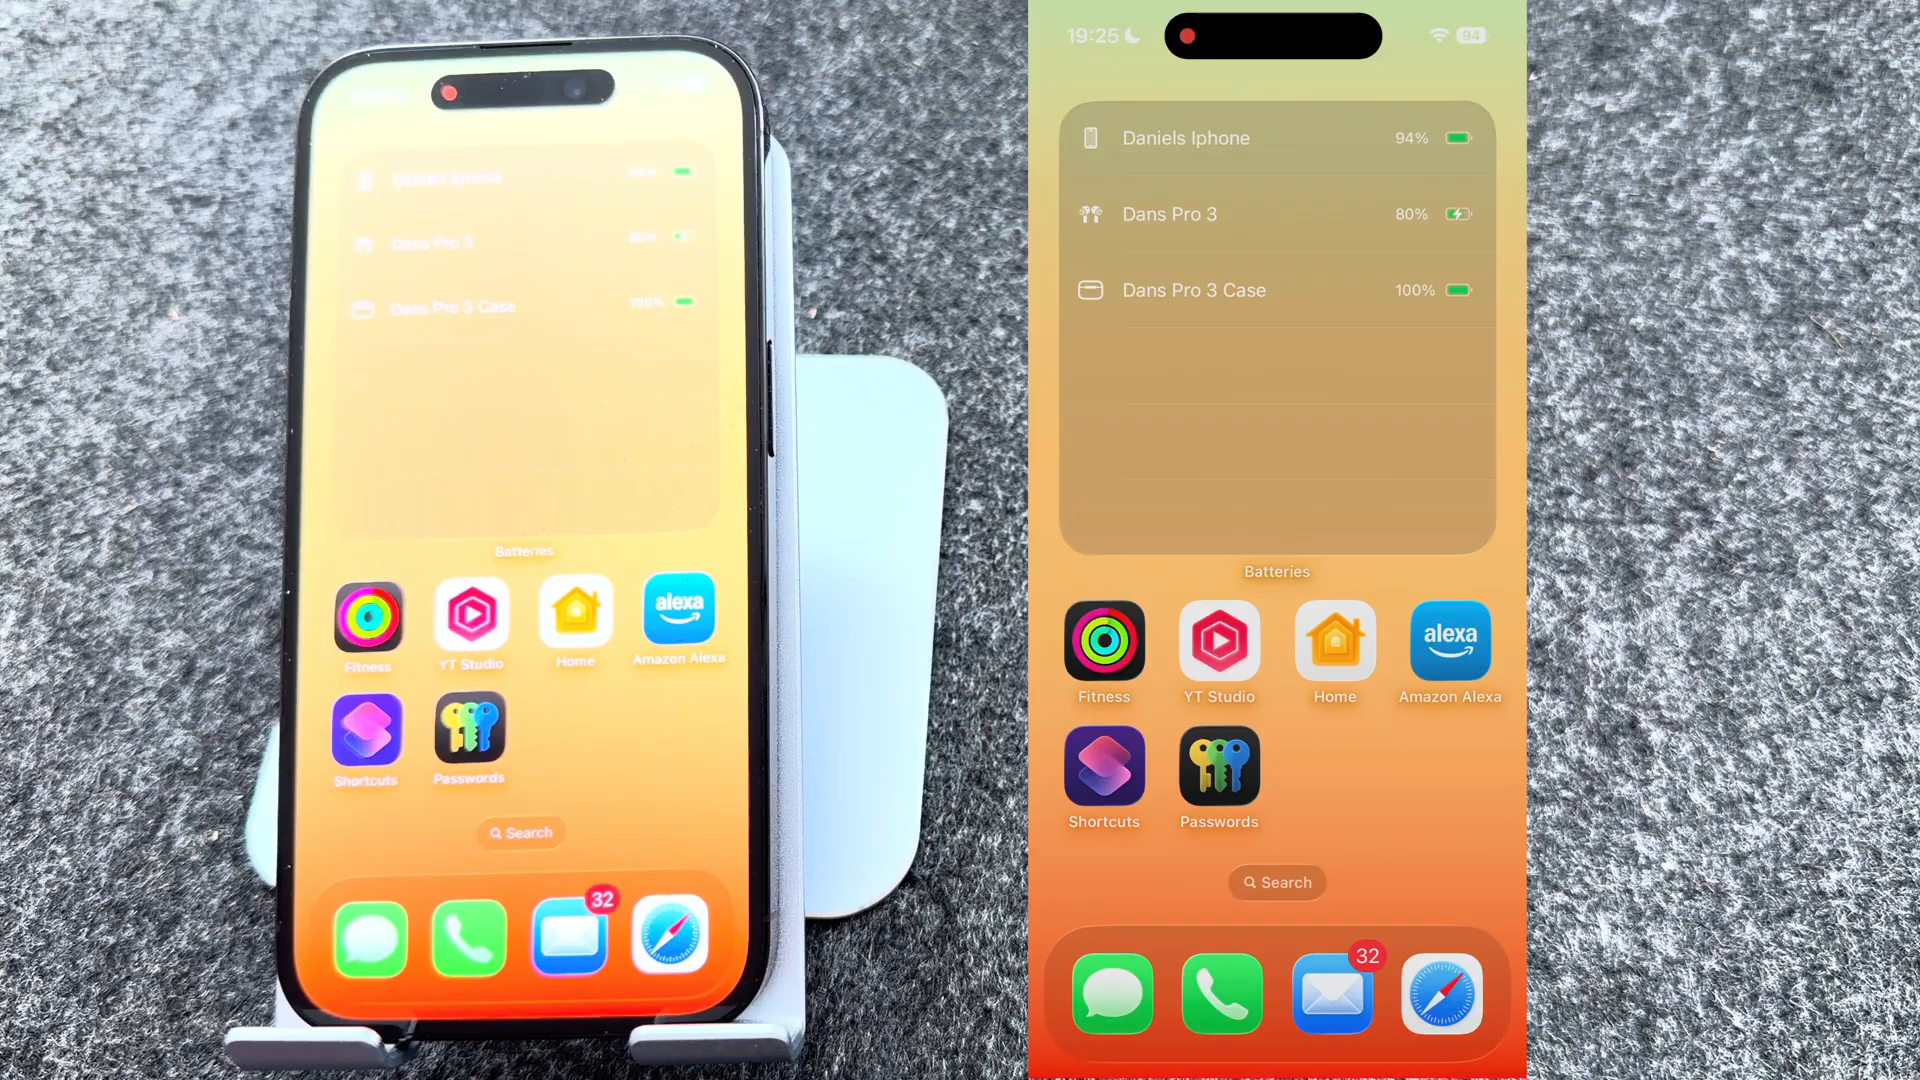 Daniels Iphone
Dans Pro 3
80%
Dans Pro 3 Case
100%
Batteries
alexa
Fitness
YT Studio
Home
Amazon Alexa
Shortcuts
Passwords
Search
32
19:25
94
Daniels Iphone
94%
Dans Pro 3
80%
Dans Pro 3 Case
100%
Batteries
alexa
Fitness
YT Studio
Home
Amazon Alexa
Shortcuts
Passwords
Search
32